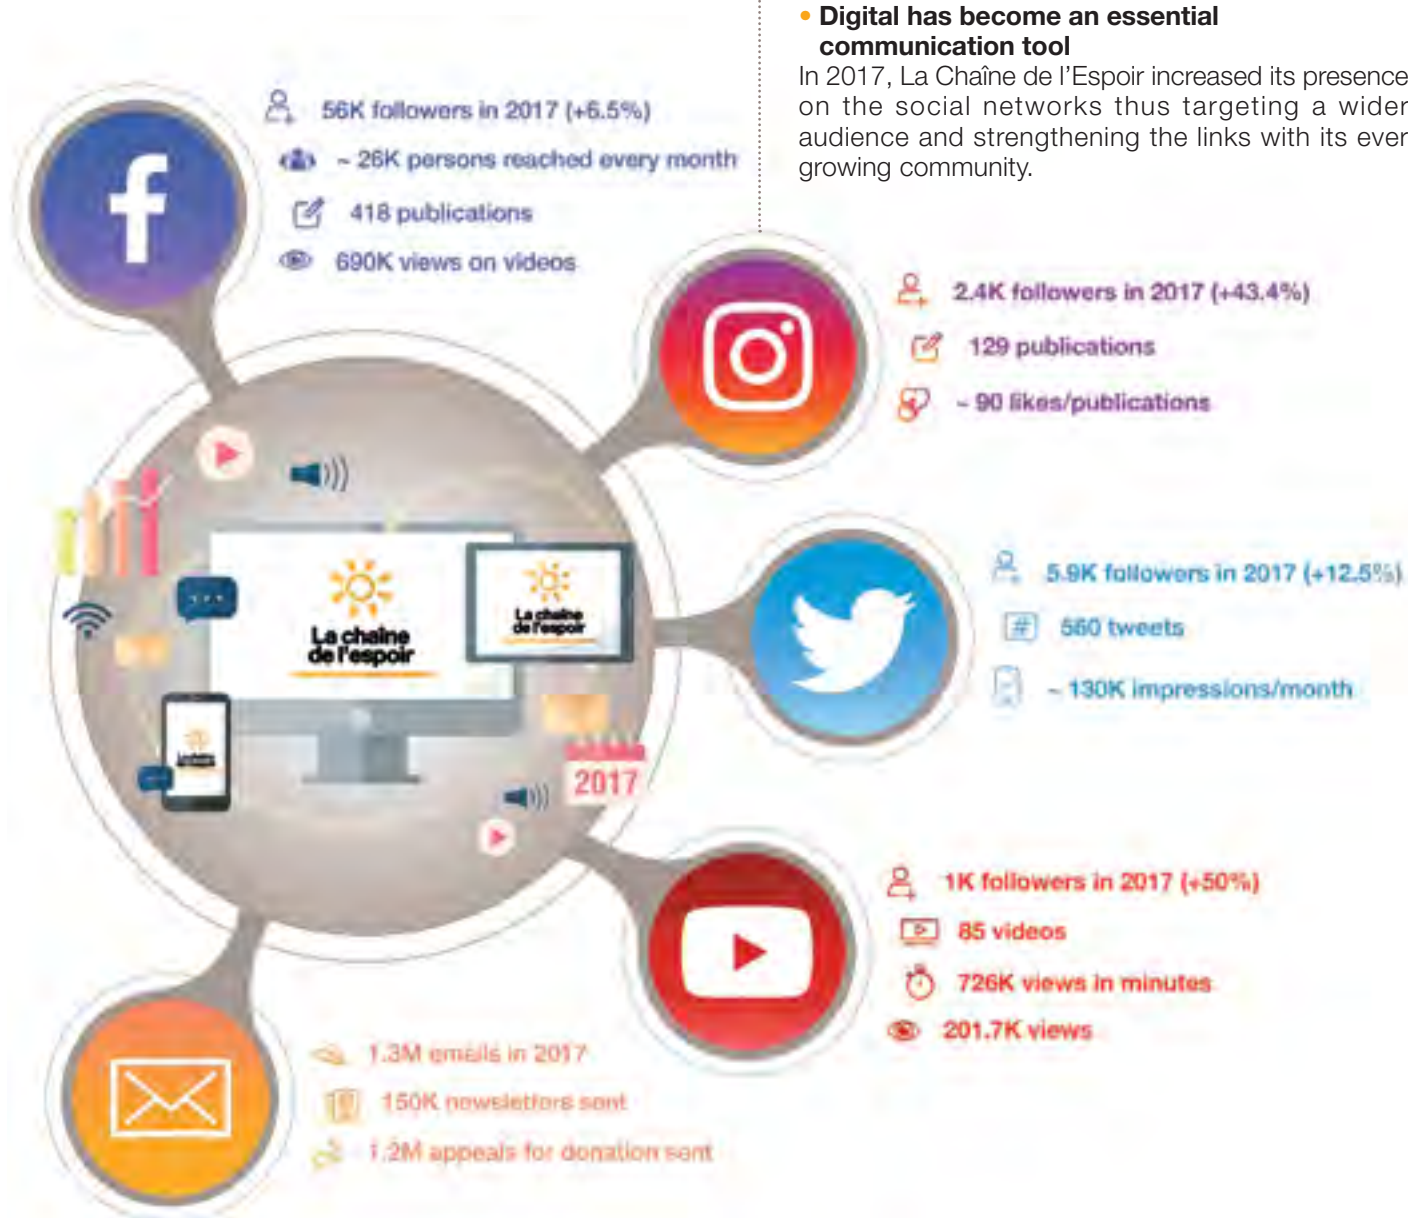 • Digital has become an essential
communication tool
In 2017, La Chaîne de l'Espoir increased its presence
on the social networks thus targeting a wider
audience and strengthening the links with its ever
growing community.
56K followers in 2017 (+6.5%)
~ 26K persons reached every month
418 publications
690K views on videos
2.4K followers in 2017 (+43.4%)
129 publications
~ 90 likes/publications
5.9K followers in 2017 (+12.5%)
# 560 tweets
~ 130K impressions/month
La chaîne
de l'espoir
La chaîne
de l'espoir
2017
1K followers in 2017 (+50%)
85 videos
726K views in minutes
201.7K views
1.3M emails in 2017
150K newsletters sent
1.2M appeals for donation sent